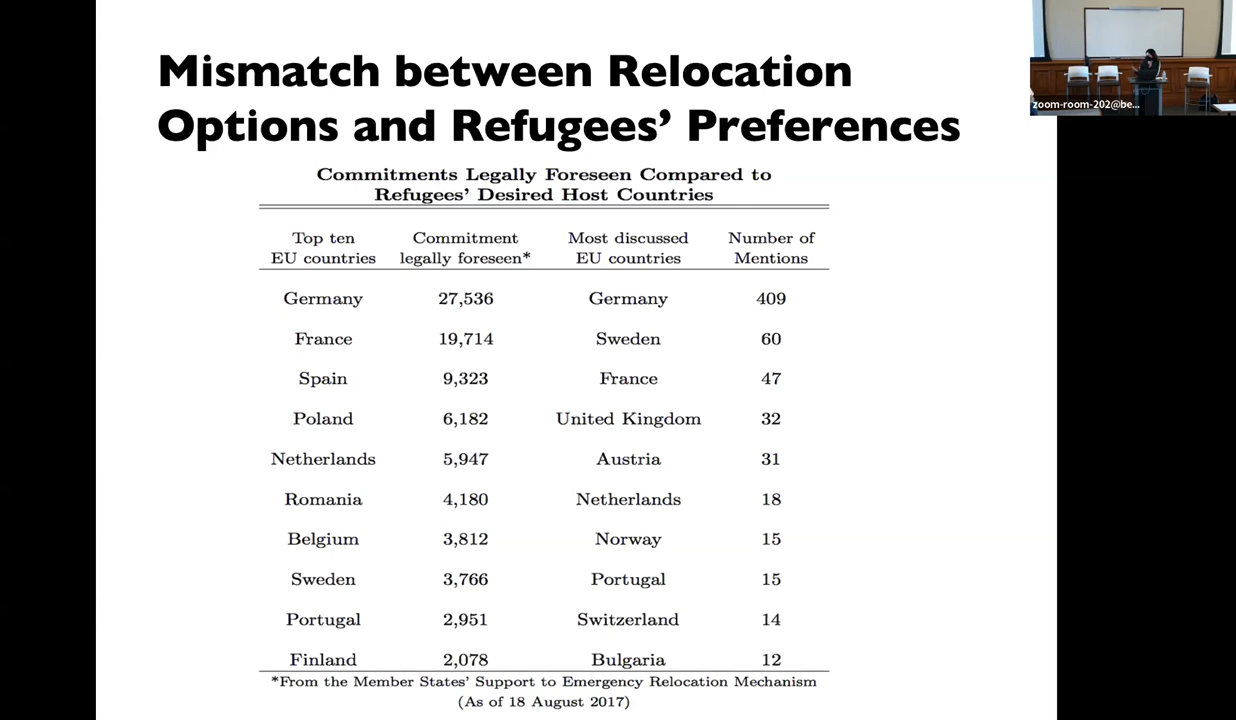 Mismatch between Relocation
Options and Refugees’ Preferences
zoom-room-202@be...
Commitments Legally Foreseen Compared to
Refugees’ Desired Host Countries
Top ten EU countries Commitment legally foreseen* Most discussed EU countries Number of Mentions
Germany 27,536 Germany 409
France 19,714 Sweden 60
Spain 9,323 France 47
Poland 6,182 United Kingdom 32
Netherlands 5,947 Austria 31
Romania 4,180 Netherlands 18
Belgium 3,812 Norway 15
Sweden 3,766 Portugal 15
Portugal 2,951 Switzerland 14
Finland 2,078 Bulgaria 12
*From the Member States’ Support to Emergency Relocation Mechanism
(As of 18 August 2017)